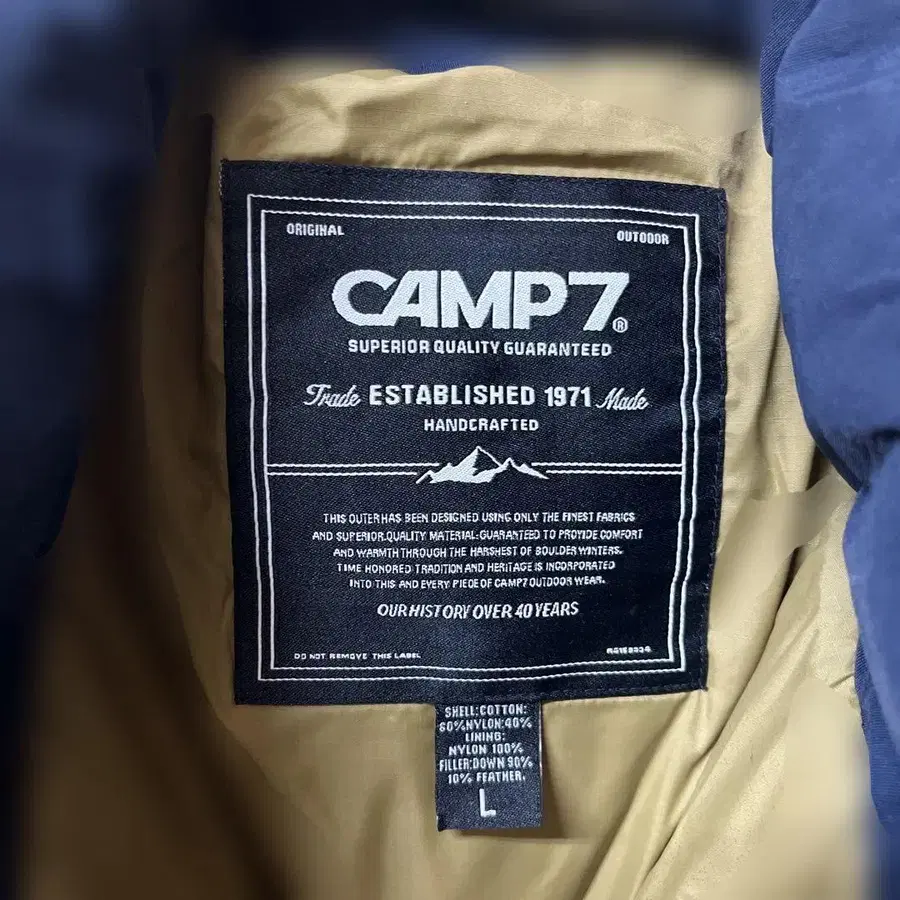 ORIGINAL
OUTDOOR
CAMP7®
SUPERIOR QUALITY GUARANTEED
Trade ESTABLISHED 1971 Made
HANDCRAFTED
THIS OUTER HAS BEEN DESIGNED USING ONLY THE FINEST FABRICS
AND SUPERIOR.QUALITY MATERIAL.GUARANTEED TO PROVIDE COMFORT
AND WARMTH THROUGH THE HARSHEST OF BOULDER WINTERS.
TIME HONORED TRADITION AND HERITAGE IS INCORPORATED
INTO THIS AND EVERY PIECE OF CAMP7 OUTDOOR WEAR.
OUR HISTORY OVER 40 YEARS
DO NOT REMOVE THIS LABEL
SHELL:COTTON:
60%NYLON:40%
LINING:
NYLON 100%
FILLER:DOWN 90%
10% FEATHER.
L